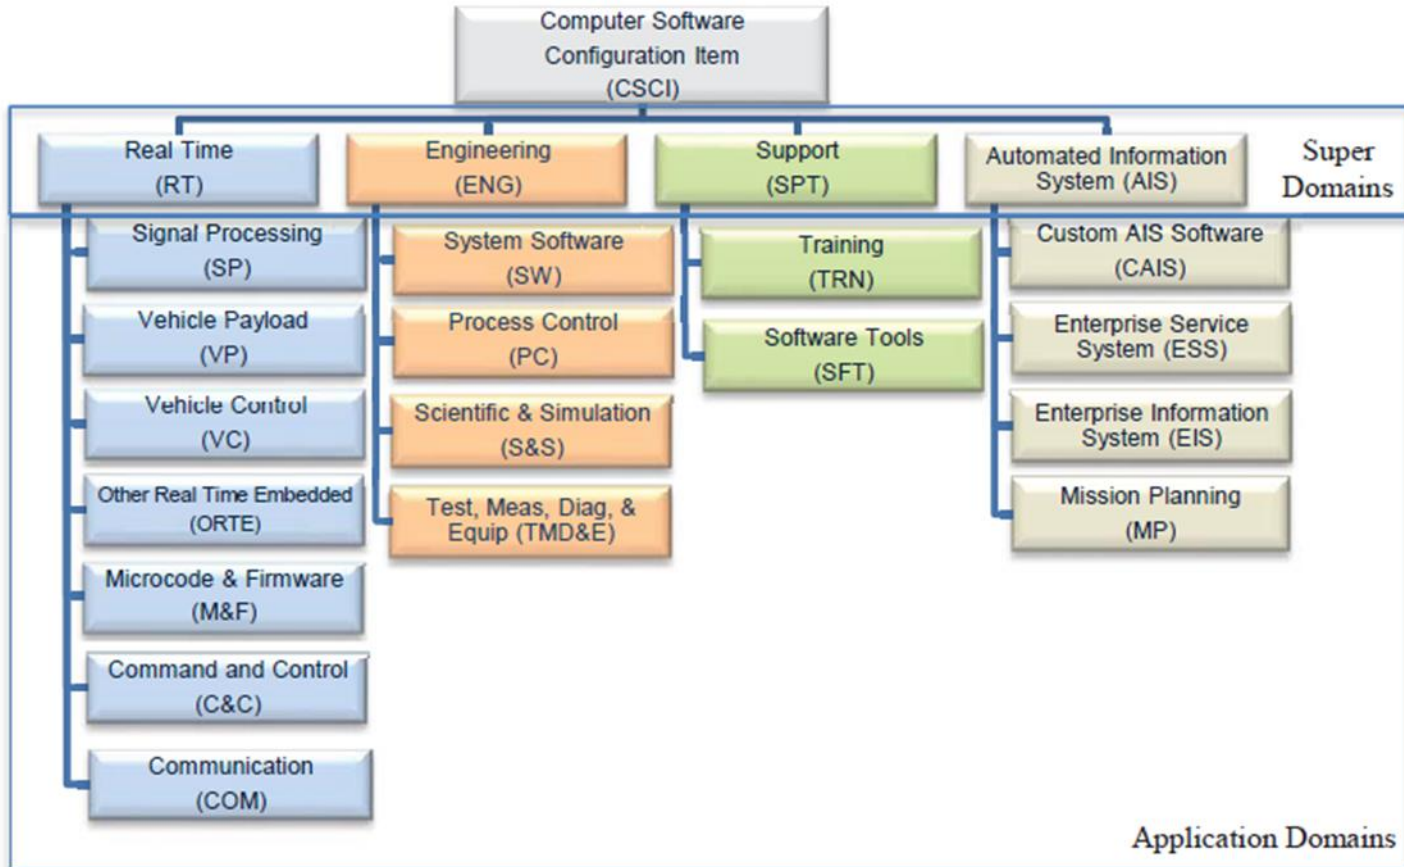 Computer Software
Configuration Item
(CSCI)
Real Time
(RT)
Engineering
(ENG)
Support
(SPT)
Automated Information
System (AIS)
Super
Domains
Signal Processing
(SP)
Vehicle Payload
(VP)
Vehicle Control
(VC)
Other Real Time Embedded
(ORTE)
Microcode & Firmware
(M&F)
Command and Control
(C&C)
Communication
(COM)
System Software
(SW)
Process Control
(PC)
Scientific & Simulation
(S&S)
Test, Meas, Diag, &
Equip (TMD&E)
Training
(TRN)
Software Tools
(SFT)
Custom AIS Software
(CAIS)
Enterprise Service
System (ESS)
Enterprise Information
System (EIS)
Mission Planning
(MP)
Application Domains